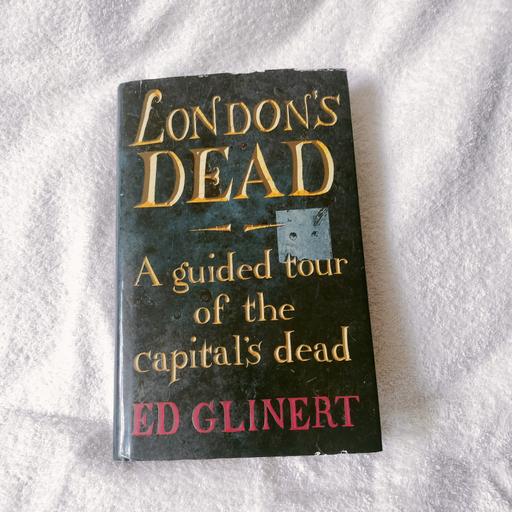 LONDON'S
DEAD
A guided tour
of the
capital's dead
ED GLINERT